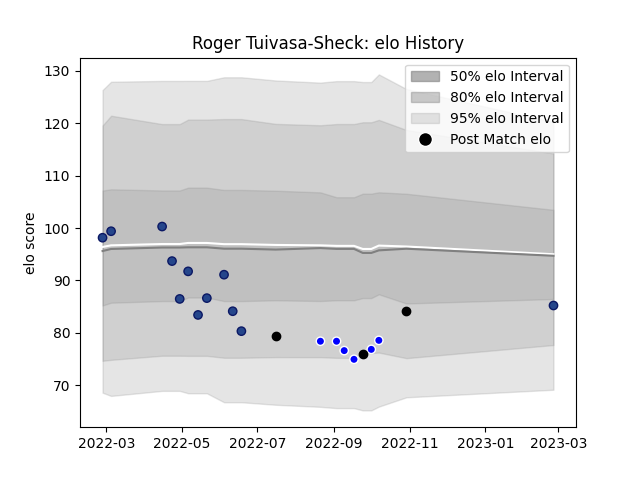 Roger Tuivasa-Sheck: elo History
50% elo Interval
80% elo Interval
95% elo Interval
Post Match elo
elo score
130
120
110
100
90
80
70
2022-03
2022-05
2022-07
2022-09
2022-11
2023-01
2023-03